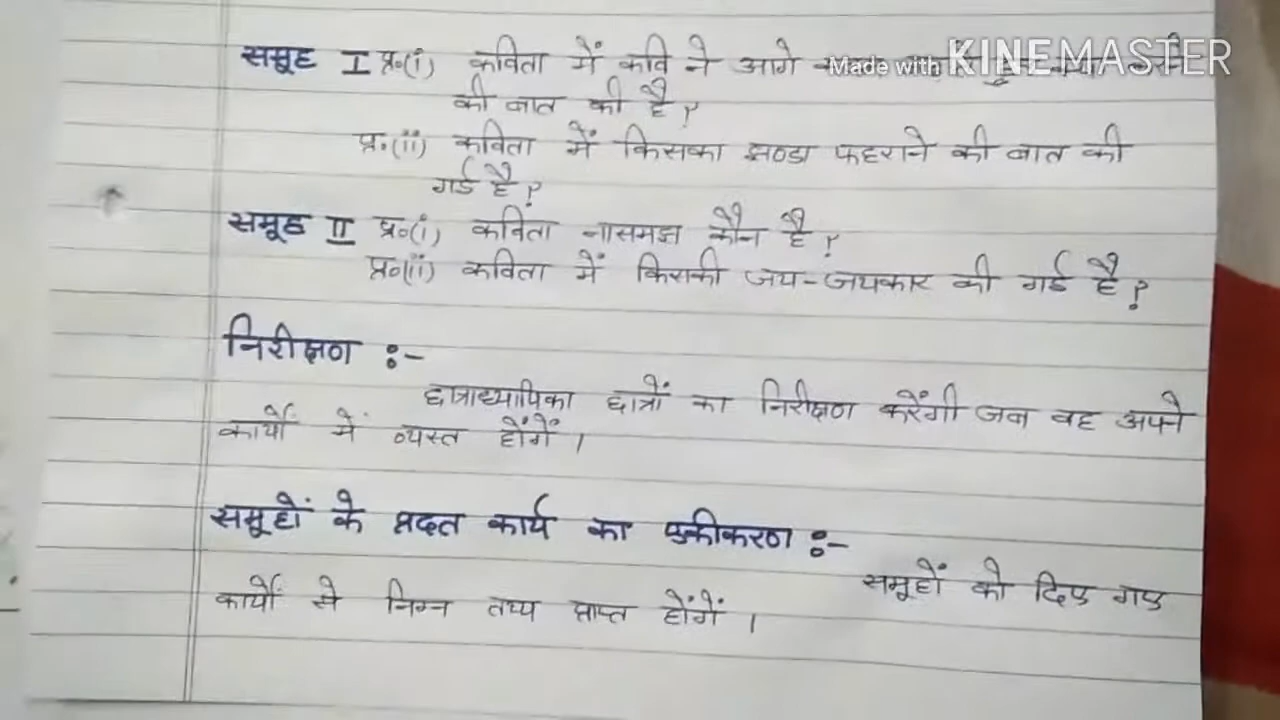 समूह I प्र०(i) कविता में कवि ने आगे
Made with KINEMASTER
की बात की है?
प्र.(ii) कविता में किसका झण्डा फहराने की बात की
गई है?
समूह II प्र०(i) कविता नासमझ कौन है?
प्र०(ii) कविता में किसकी जय-जयकार की गई है?
निरीक्षण :-
छात्राध्यापिका छात्रों का निरीक्षण करेंगी जब वह अपने
कार्यों में व्यस्त होंगें।
समूहों के प्रदत कार्य का एकीकरण :-
समूहों को दिए गए
कार्यों से निम्न तथ्य प्राप्त होंगें।